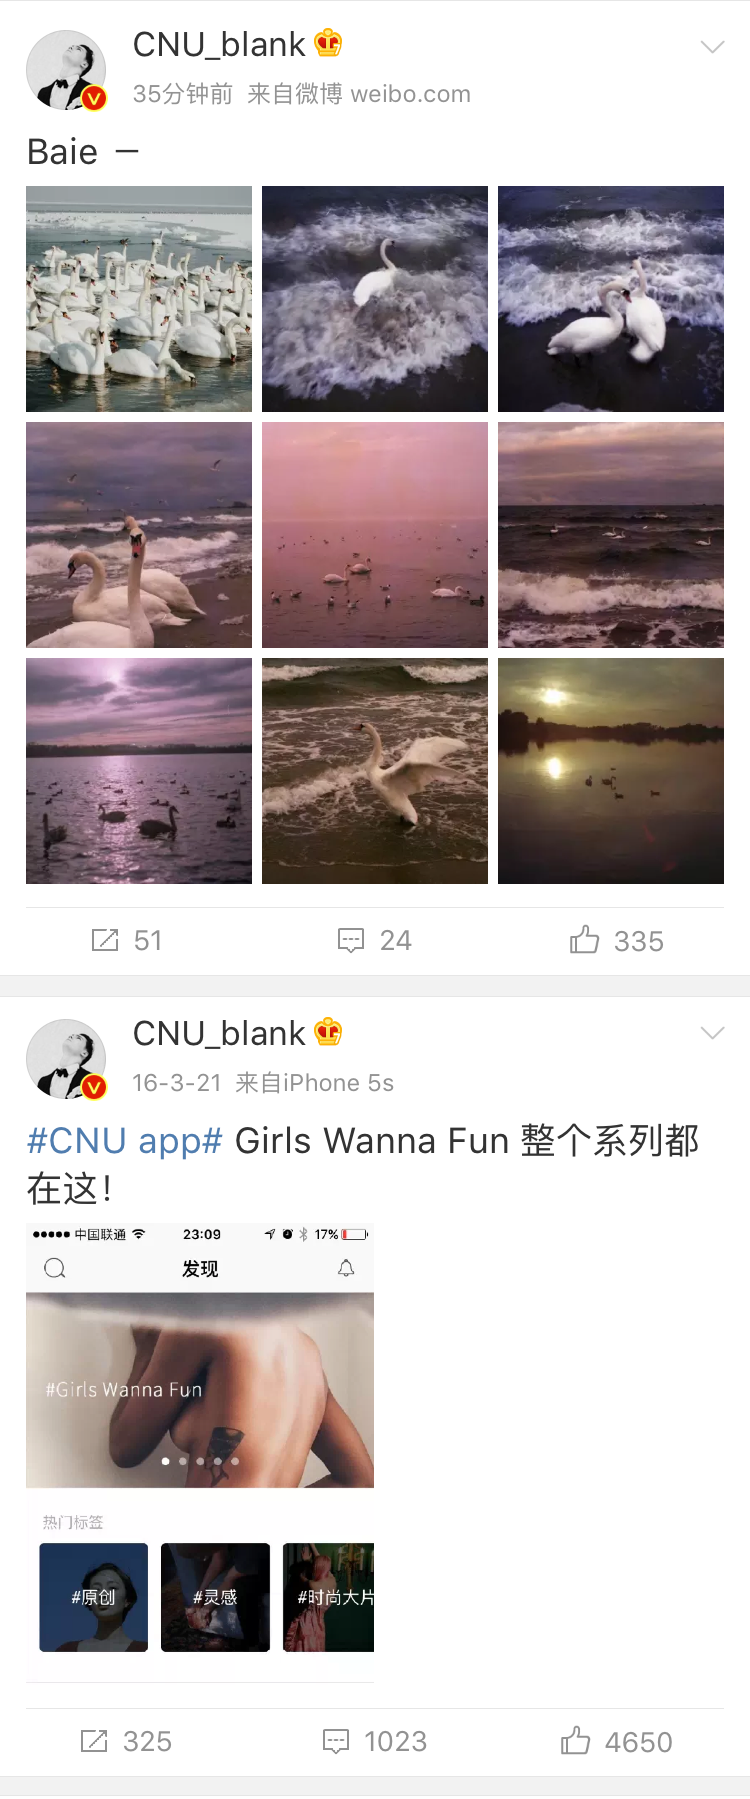 CNU_blank
35分钟前 来自微博 weibo.com
Baie －
51
24
335
CNU_blank
16-3-21 来自iPhone 5s
#CNU app# Girls Wanna Fun 整个系列都
在这！
中国联通 23:09 17%
发现
#Girls Wanna Fun
热门标签
#原创 #灵感 #时尚大片
325
1023
4650